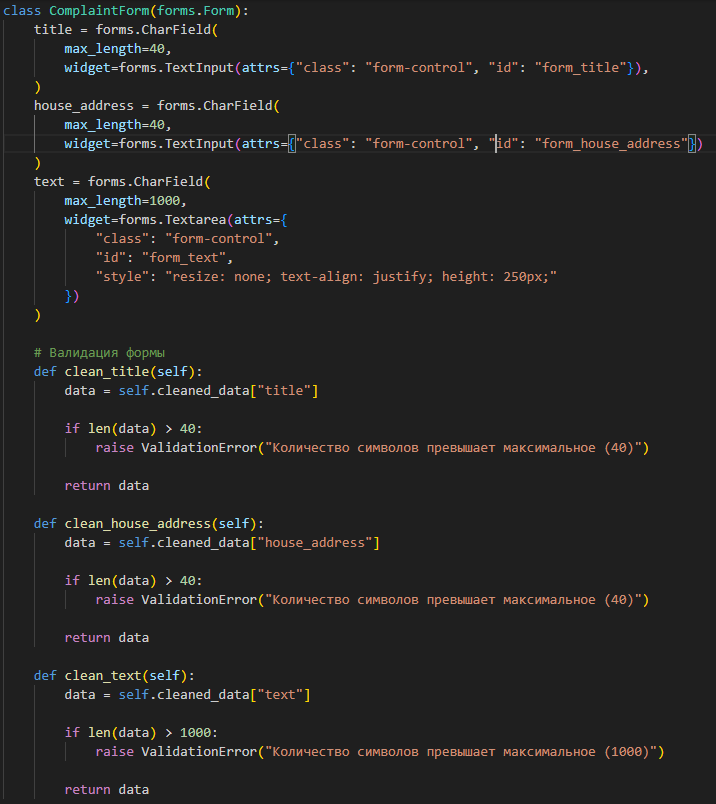 class ComplaintForm(forms.Form):
    title = forms.CharField(
        max_length=40,
        widget=forms.TextInput(attrs={"class": "form-control", "id": "form_title"}),
    )
    house_address = forms.CharField(
        max_length=40,
        widget=forms.TextInput(attrs={"class": "form-control", "id": "form_house_address"})
    )
    text = forms.CharField(
        max_length=1000,
        widget=forms.Textarea(attrs={
            "class": "form-control",
            "id": "form_text",
            "style": "resize: none; text-align: justify; height: 250px;"
        })
    )

    # Валидация формы
    def clean_title(self):
        data = self.cleaned_data["title"]

        if len(data) > 40:
            raise ValidationError("Количество символов превышает максимальное (40)")

        return data

    def clean_house_address(self):
        data = self.cleaned_data["house_address"]

        if len(data) > 40:
            raise ValidationError("Количество символов превышает максимальное (40)")

        return data

    def clean_text(self):
        data = self.cleaned_data["text"]

        if len(data) > 1000:
            raise ValidationError("Количество символов превышает максимальное (1000)")

        return data